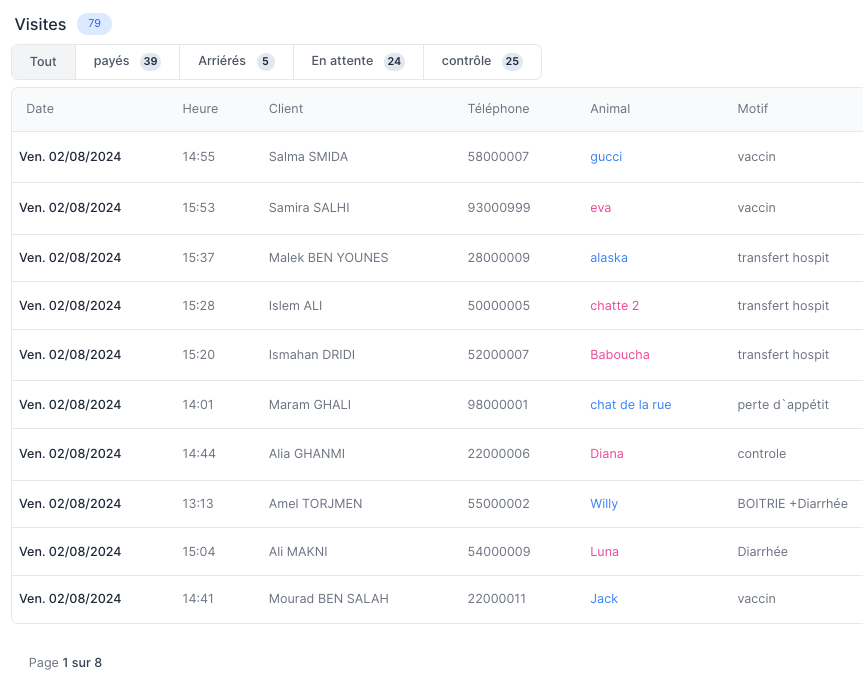 Visites 79
Tout payés 39 Arriérés 5 En attente 24 contrôle 25
Date Heure Client Téléphone Animal Motif
Ven. 02/08/2024 14:55 Salma SMIDA 58000007 gucci vaccin
Ven. 02/08/2024 15:53 Samira SALHI 93000999 eva vaccin
Ven. 02/08/2024 15:37 Malek BEN YOUNES 28000009 alaska transfert hospit
Ven. 02/08/2024 15:28 Islem ALI 50000005 chatte 2 transfert hospit
Ven. 02/08/2024 15:20 Ismahan DRIDI 52000007 Baboucha transfert hospit
Ven. 02/08/2024 14:01 Maram GHALI 98000001 chat de la rue perte d`appétit
Ven. 02/08/2024 14:44 Alia GHANMI 22000006 Diana controle
Ven. 02/08/2024 13:13 Amel TORJMEN 55000002 Willy BOITRIE +Diarrhée
Ven. 02/08/2024 15:04 Ali MAKNI 54000009 Luna Diarrhée
Ven. 02/08/2024 14:41 Mourad BEN SALAH 22000011 Jack vaccin
Page 1 sur 8